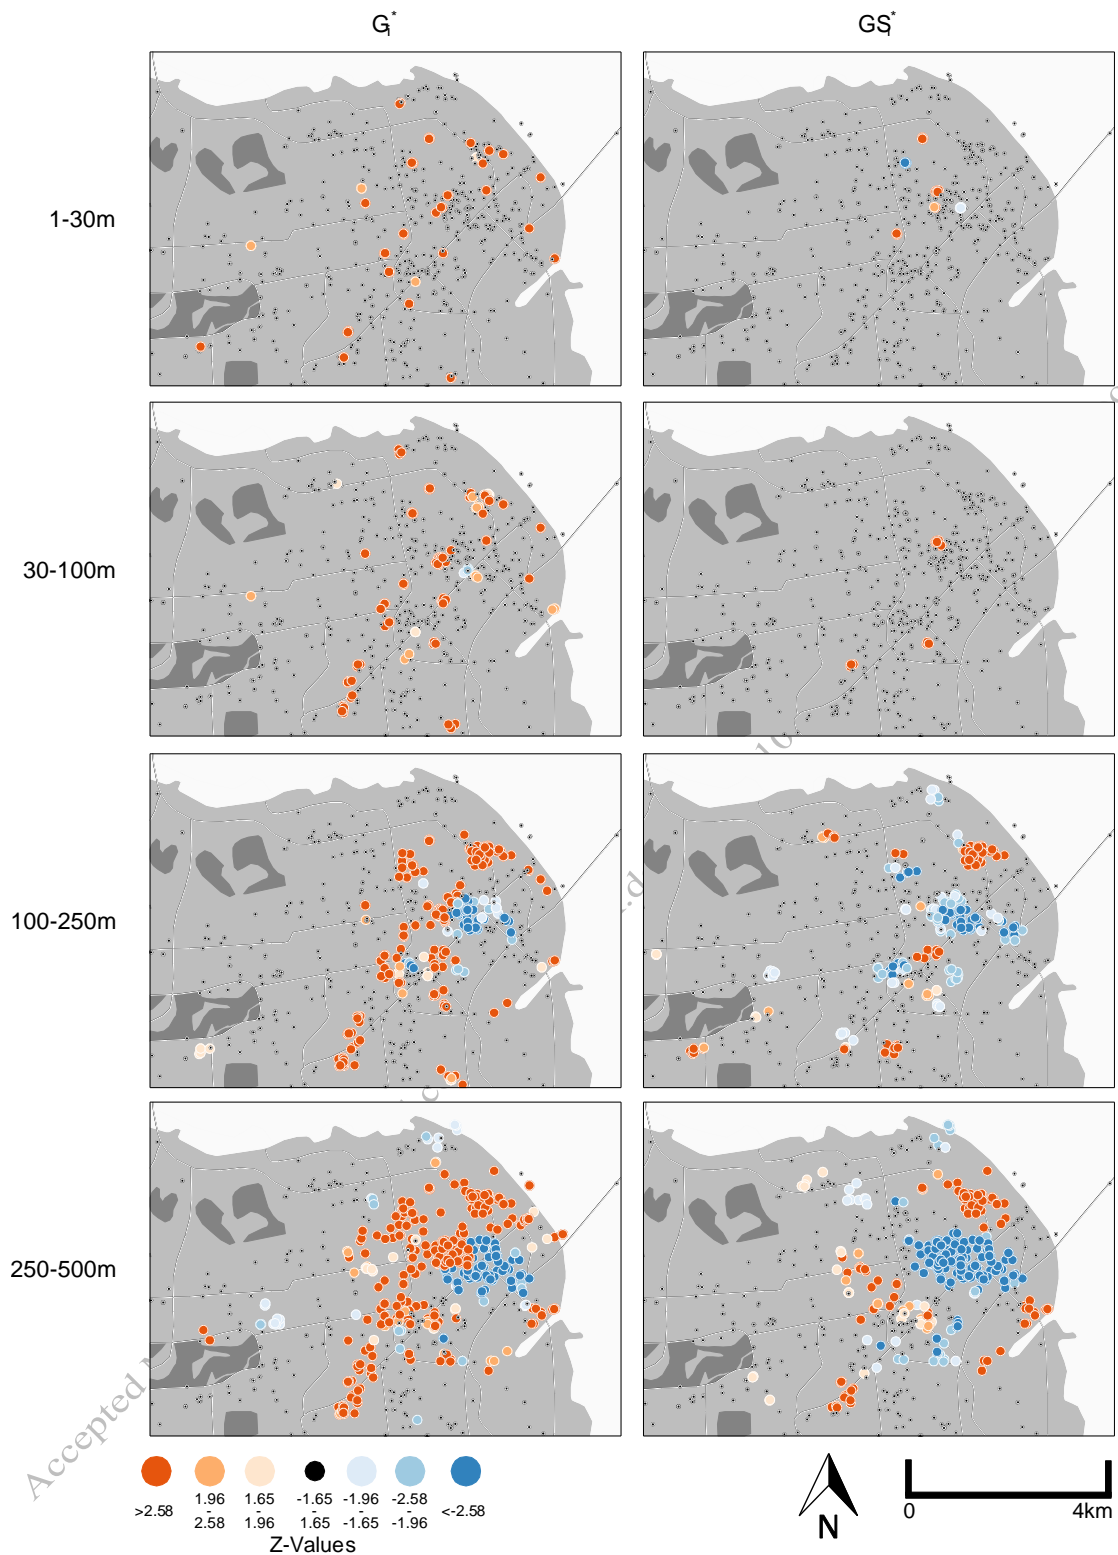 G*i GS*i
1-30m
30-100m
100-250m
250-500m
>2.58 1.96 - 2.58 1.65 - 1.96 -1.65 - 1.65 -1.96 - -1.65 -2.58 - -1.96 <-2.58
Z-Values
N
0 4km
Accepted